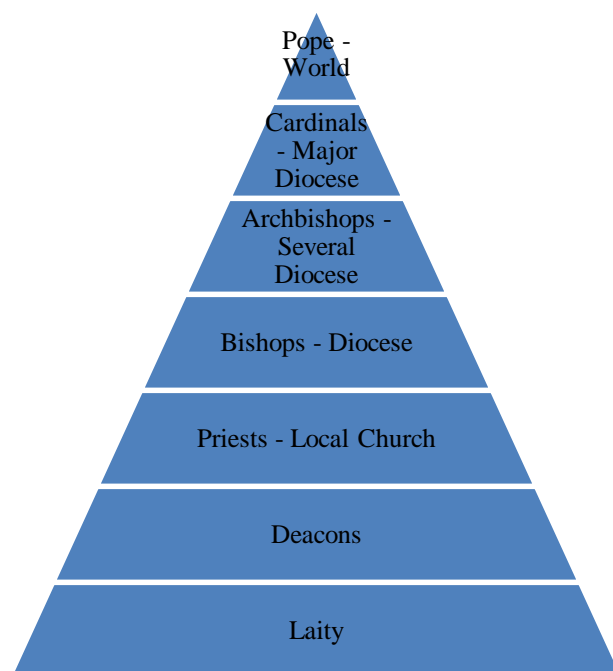 Pope -
World
Cardinals
- Major
Diocese
Archbishops -
Several
Diocese
Bishops - Diocese
Priests - Local Church
Deacons
Laity